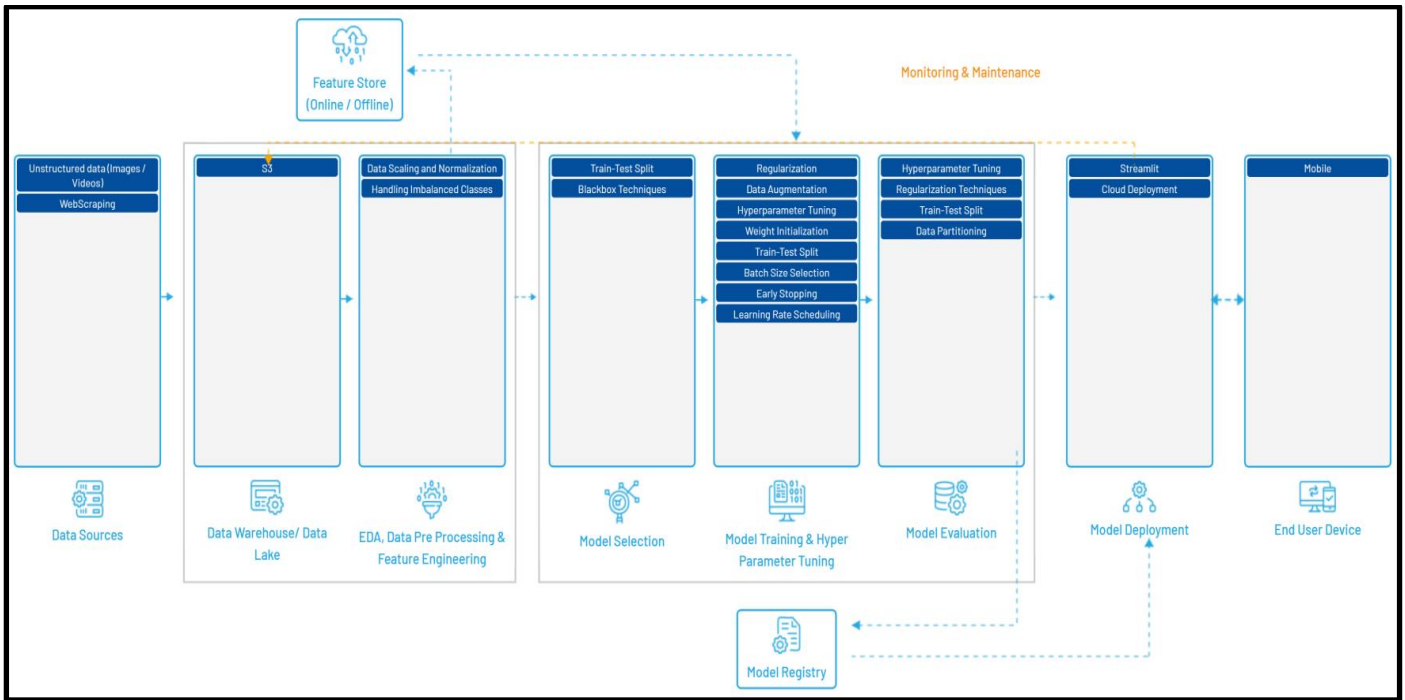 Feature Store
(Online / Offline)
Monitoring & Maintenance
Unstructured data (Images /
Videos)
WebScraping
Data Sources
S3
Data Warehouse/ Data
Lake
Data Scaling and Normalization
Handling Imbalanced Classes
EDA, Data Pre Processing &
Feature Engineering
Train-Test Split
Blackbox Techniques
Model Selection
Regularization
Data Augmentation
Hyperparameter Tuning
Weight Initialization
Train-Test Split
Batch Size Selection
Early Stopping
Learning Rate Scheduling
Model Training & Hyper
Parameter Tuning
Hyperparameter Tuning
Regularization Techniques
Train-Test Split
Data Partitioning
Model Evaluation
Streamlit
Cloud Deployment
Model Deployment
Mobile
End User Device
Model Registry